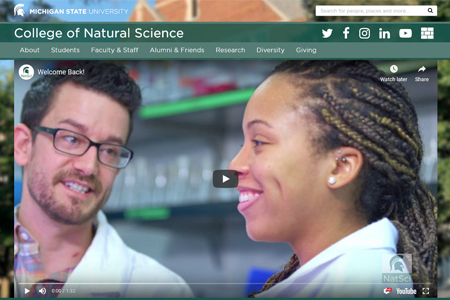 MICHIGAN STATE UNIVERSITY
Search for people, places and more
College of Natural Science
About Students Faculty & Staff Alumni & Friends Research Diversity Giving
Welcome Back!
Watch later Share
NatSci
0:00 / 1:32
YouTube